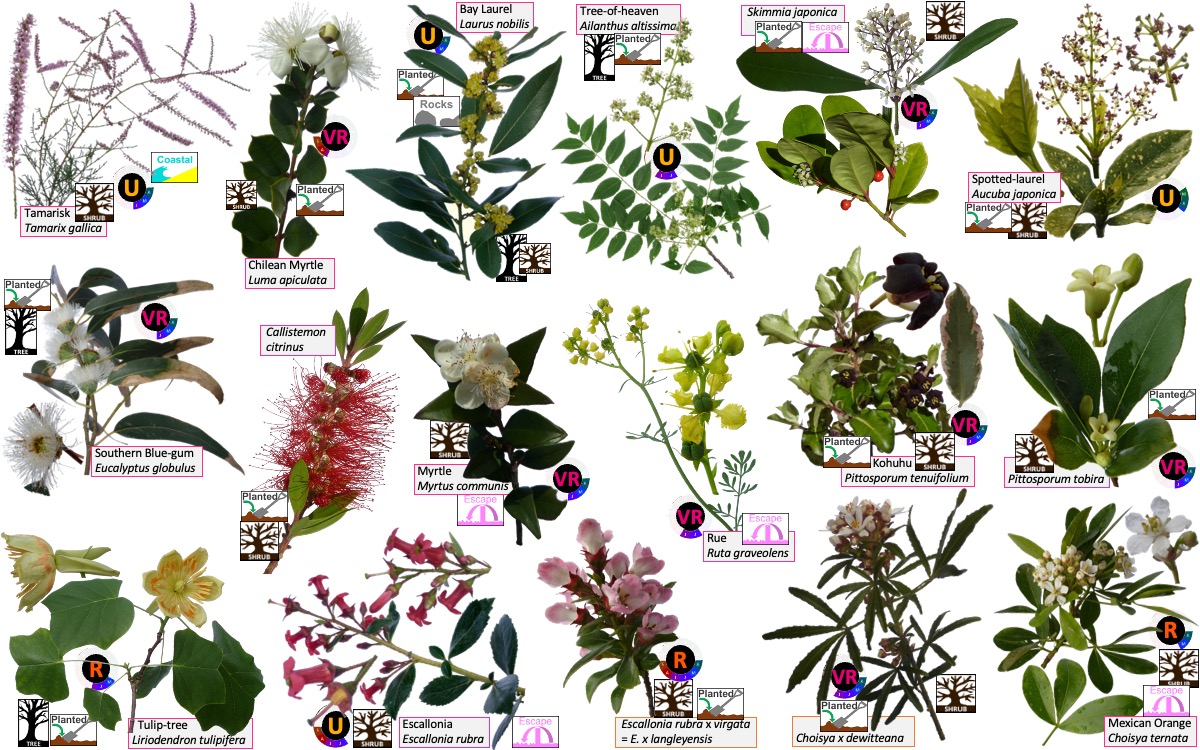 Tamarisk
Tamarix gallica
SHRUB
U
Coastal
Chilean Myrtle
Luma apiculata
SHRUB
Planted
VR
Bay Laurel
Laurus nobilis
U
Planted
Rocks
TREE
SHRUB
Tree-of-heaven
Ailanthus altissima
TREE
Planted
U
Skimmia japonica
Planted
Escape
SHRUB
VR
Spotted-laurel
Aucuba japonica
Planted
SHRUB
U
Planted
TREE
VR
Southern Blue-gum
Eucalyptus globulus
Callistemon
citrinus
Planted
SHRUB
SHRUB
Myrtle
Myrtus communis
Escape
VR
VR
Rue
Ruta graveolens
Escape
Planted
Kohuhu
Pittosporum tenuifolium
SHRUB
VR
Planted
SHRUB
Pittosporum tobira
VR
R
TREE
Planted
Tulip-tree
Liriodendron tulipifera
U
SHRUB
Escallonia
Escallonia rubra
Escape
R
SHRUB
Planted
Escallonia rubra x virgata
= E. x langleyensis
VR
Planted
SHRUB
Choisya x dewitteana
R
SHRUB
Escape
Mexican Orange
Choisya ternata